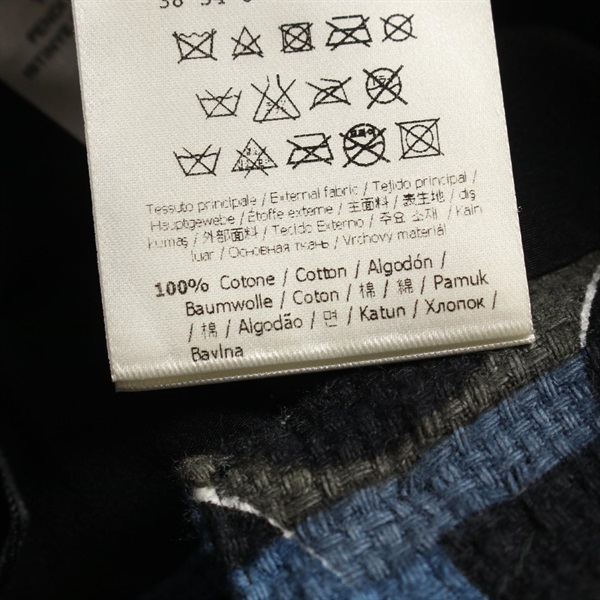 Tessuto principale / External fabric / Tejido principal /
Hauptgewebe / Étoffe externe / 主面料 / 裏生地 / dış
kumaş / 外部面料 / Tecido Externo / 주요 소재 / Kain
luar / Основная ткань / Vrchový materiál
100% Cotone / Cotton / Algodón /
Baumwolle / Coton / 棉 / 綿 / Pamuk
/ 棉 / Algodão / 면 / Katun / Хлопок /
Bavlna